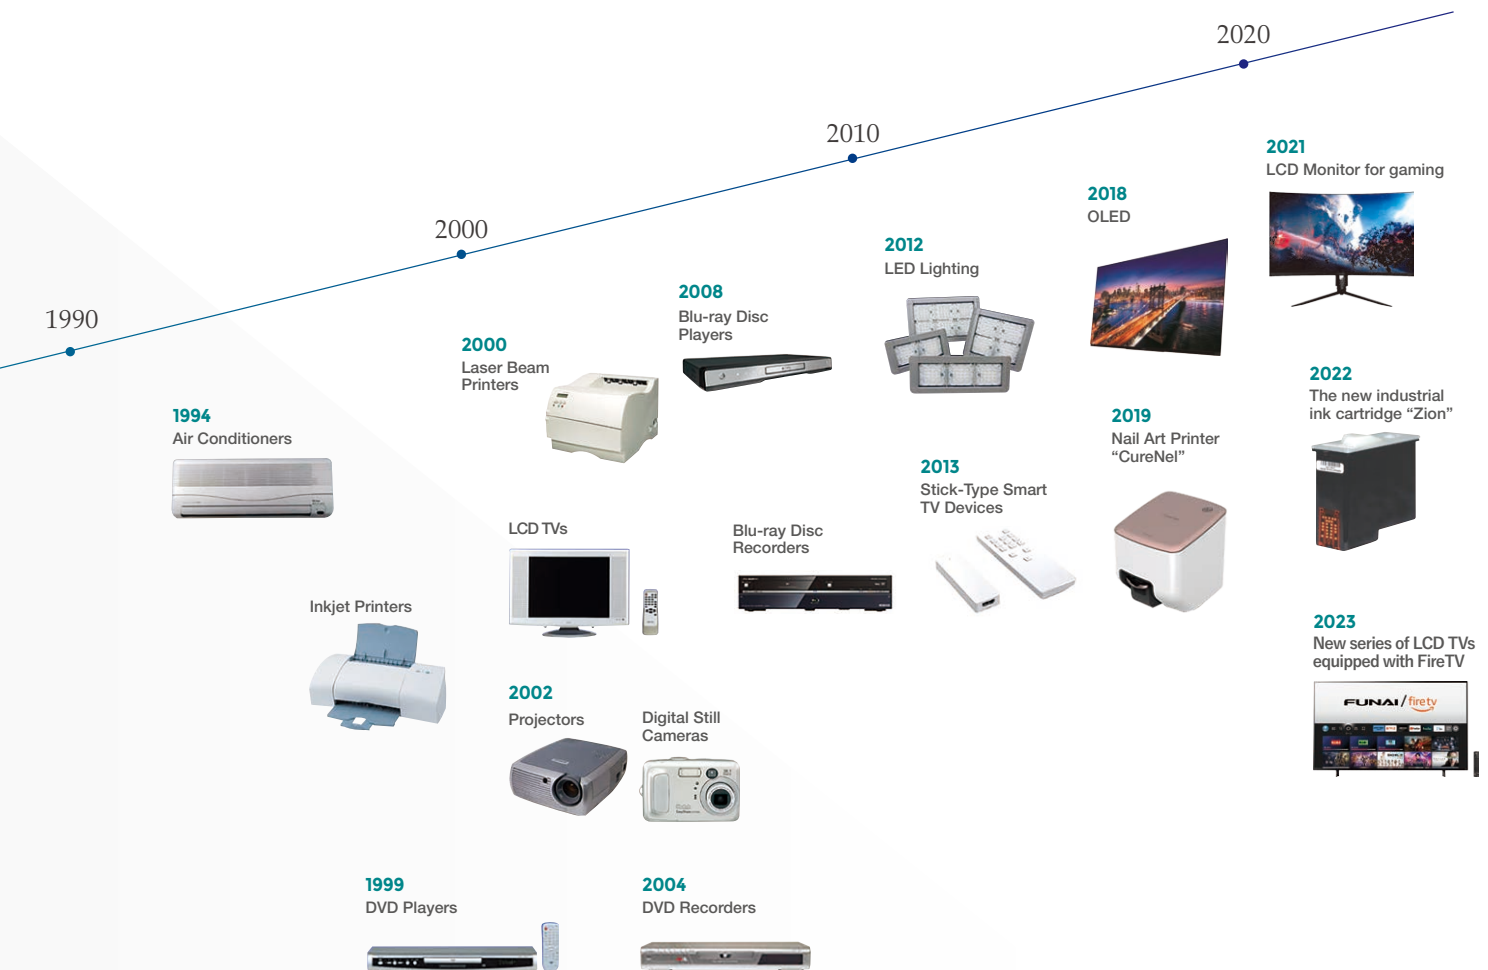 1990
2000
2010
2020
1994
Air Conditioners
Inkjet Printers
1999
DVD Players
2000
Laser Beam
Printers
LCD TVs
2002
Projectors
Digital Still
Cameras
2004
DVD Recorders
2008
Blu-ray Disc
Players
Blu-ray Disc
Recorders
2012
LED Lighting
2013
Stick-Type Smart
TV Devices
2018
OLED
2019
Nail Art Printer
“CureNel”
2021
LCD Monitor for gaming
2022
The new industrial
ink cartridge “Zion”
2023
New series of LCD TVs
equipped with FireTV
FUNAI/firetv